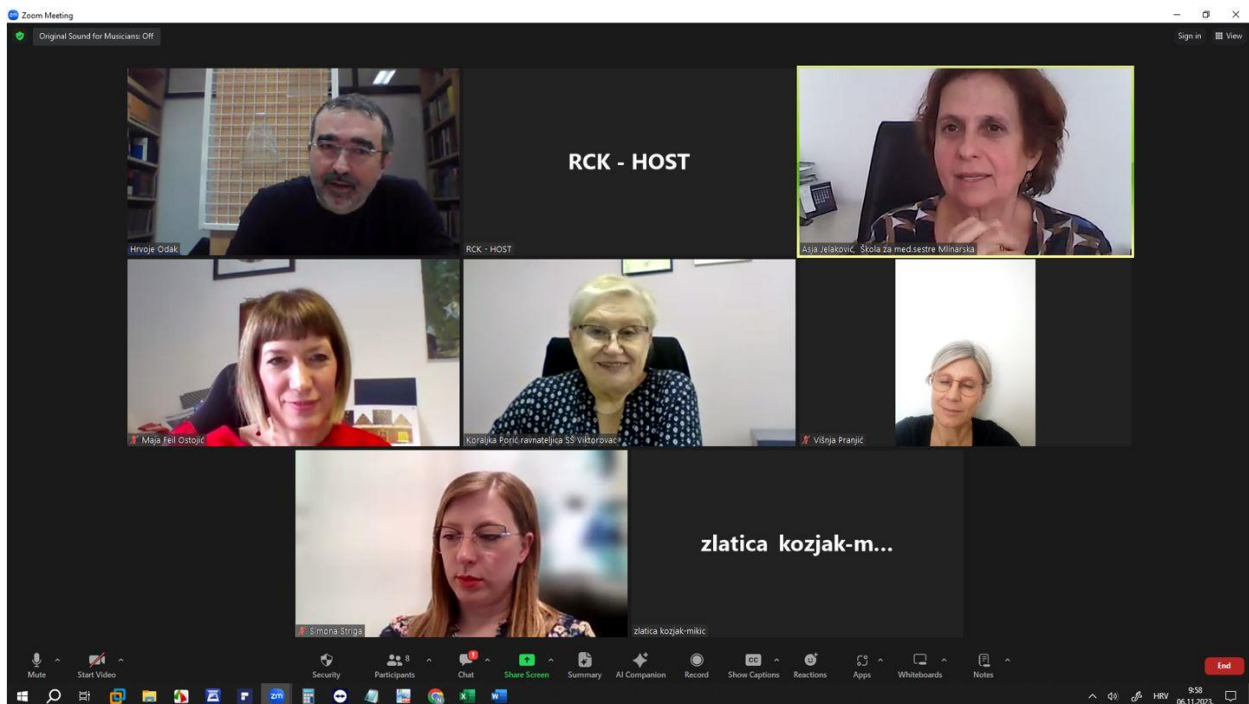 Zoom Meeting
Original Sound for Musicians: Off
Sign in
View
Hrvoje Odak
RCK - HOST
RCK - HOST
Asja Jelaković, Škola za med.sestre Mlinarska
Maja Feil Ostojić
Koraljka Porić ravnateljica SŠ Viktorovac
Višnja Pranjić
Simona Striga
zlatica kozjak-m...
zlatica kozjak-mikic
Mute
Start Video
Security
8
Participants
1
Chat
Share Screen
Summary
AI Companion
Record
CC
Show Captions
Reactions
Apps
Whiteboards
Notes
End
zm
HRV
9:58
06.11.2023.